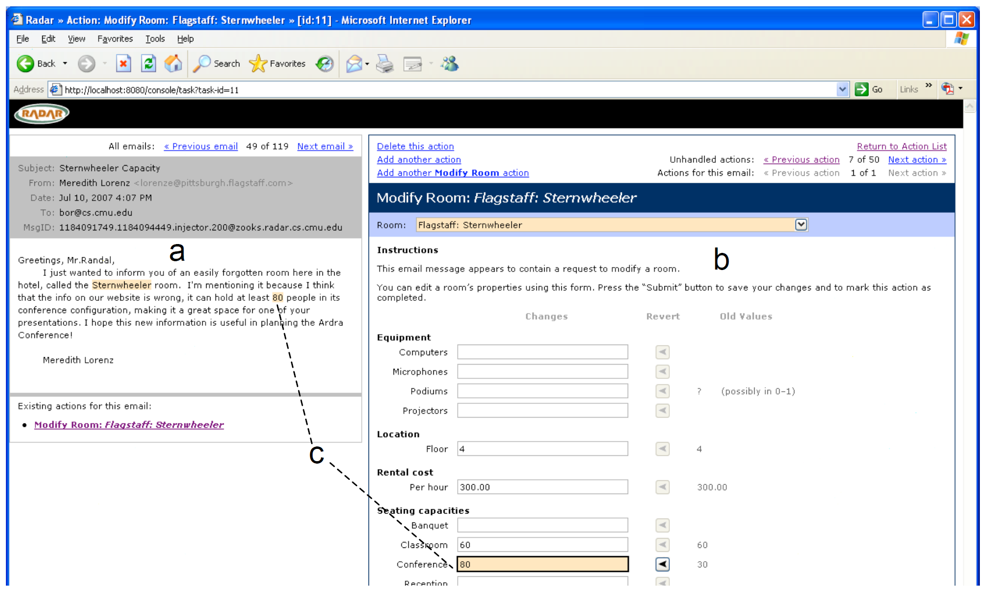 Radar » Action: Modify Room: Flagstaff: Sternwheeler » [id:11] - Microsoft Internet Explorer
File Edit View Favorites Tools Help
Back Search Favorites
Address http://localhost:8080/console/task?task-id=11 Go Links »
RADAR
All emails: « Previous email 49 of 119 Next email »
Subject: Sternwheeler Capacity
From: Meredith Lorenz <lorenze@pittsburgh.flagstaff.com>
Date: Jul 10, 2007 4:07 PM
To: bor@cs.cmu.edu
MsgID: 1184091749.1184094449.injector.200@zooks.radar.cs.cmu.edu
a
Greetings, Mr.Randal,
I just wanted to inform you of an easily forgotten room here in the
hotel, called the Sternwheeler room. I'm mentioning it because I think
that the info on our website is wrong, it can hold at least 80 people in its
conference configuration, making it a great space for one of your
presentations. I hope this new information is useful in planning the Ardra
Conference!
Meredith Lorenz
Existing actions for this email:
• Modify Room: Flagstaff: Sternwheeler
c
Delete this action Return to Action List
Add another action Unhandled actions: « Previous action 7 of 50 Next action »
Add another Modify Room action Actions for this email: « Previous action 1 of 1 Next action »
Modify Room: Flagstaff: Sternwheeler
Room: Flagstaff: Sternwheeler
b
Instructions
This email message appears to contain a request to modify a room.
You can edit a room's properties using this form. Press the “Submit” button to save your changes and to mark this action as
completed.
Changes Revert Old Values
Equipment
Computers
Microphones
Podiums ? (possibly in 0-1)
Projectors
Location
Floor 4 4
Rental cost
Per hour 300.00 300.00
Seating capacities
Banquet
Classroom 60 60
Conference 80 30
Reception